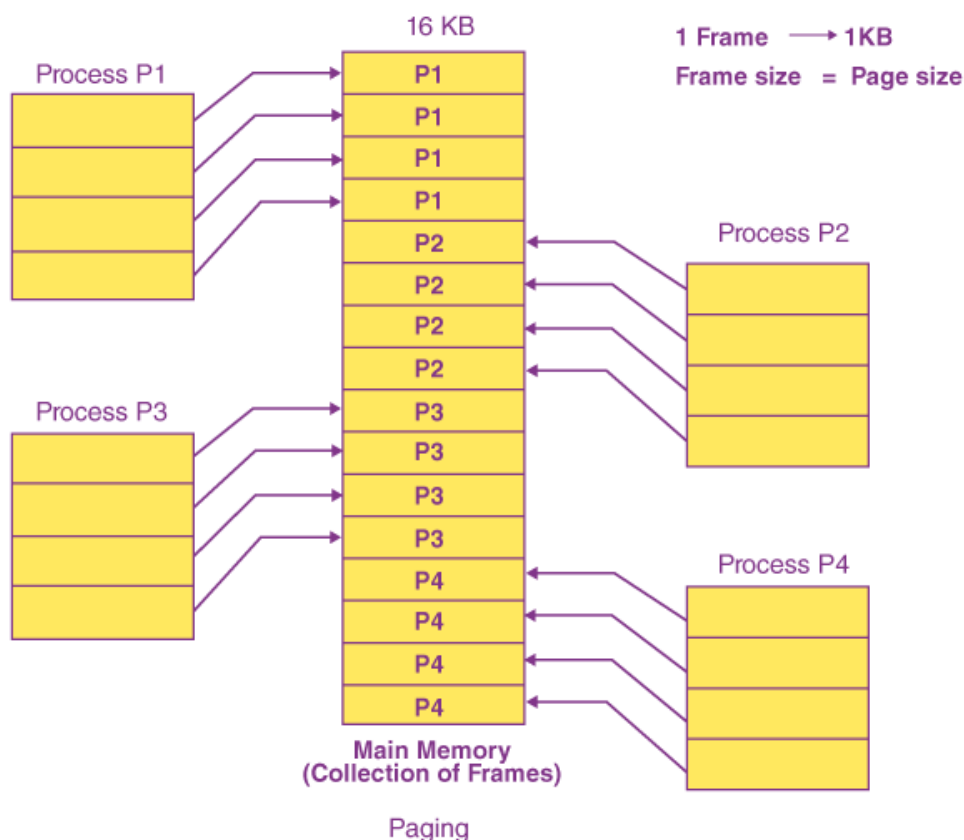 16 KB
1 Frame → 1KB
Frame size = Page size
Process P1
P1
P1
P1
P1
Process P2
P2
P2
P2
P2
Process P3
P3
P3
P3
P3
Process P4
P4
P4
P4
P4
Main Memory
(Collection of Frames)
Paging